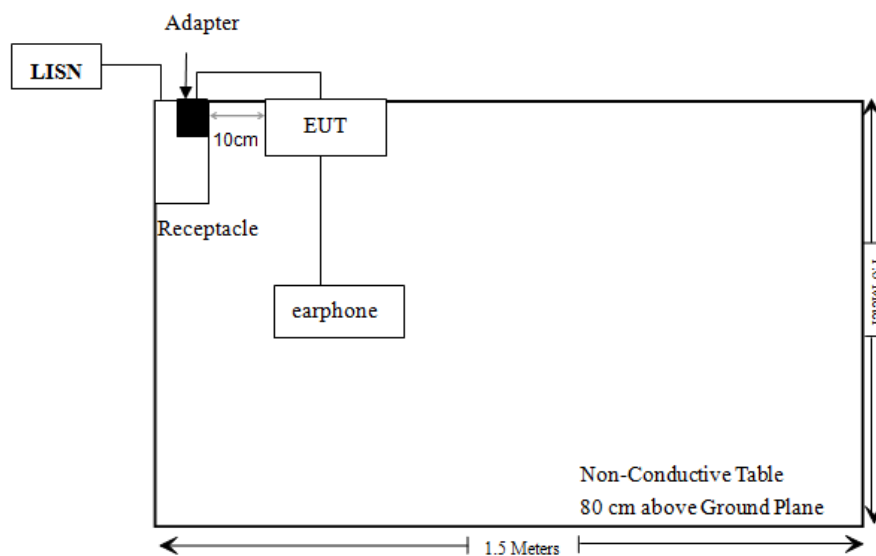 Adapter
LISN
EUT
10cm
Receptacle
earphone
Non-Conductive Table
80 cm above Ground Plane
1.5 Meters